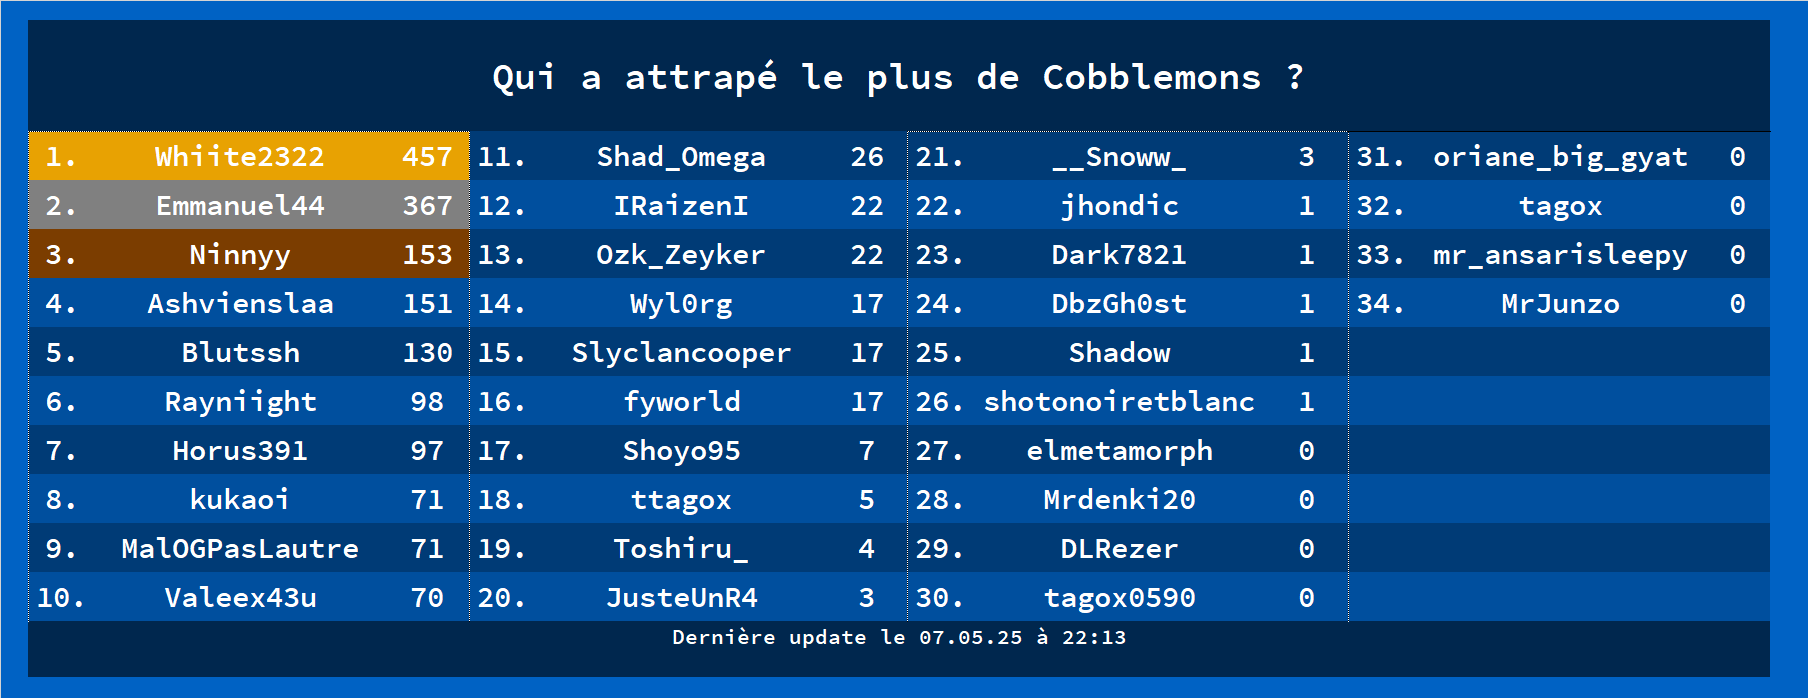 Qui a attrapé le plus de Cobblemons ?
1. Whiite2322 457
2. Emmanuel44 367
3. Ninnyy 153
4. Ashvienslaa 151
5. Blutssh 130
6. Rayniight 98
7. Horus391 97
8. kukaoi 71
9. MalOGPasLautre 71
10. Valeex43u 70
11. Shad_Omega 26
12. IRaizenI 22
13. Ozk_Zeyker 22
14. Wyl0rg 17
15. Slyclancooper 17
16. fyworld 17
17. Shoyo95 7
18. ttagox 5
19. Toshiru_ 4
20. JusteUnR4 3
21. __Snoww_ 3
22. jhondic 1
23. Dark7821 1
24. DbzGh0st 1
25. Shadow 1
26. shotonoiretblanc 1
27. elmetamorph 0
28. Mrdenki20 0
29. DLRezer 0
30. tagox0590 0
31. oriane_big_gyat 0
32. tagox 0
33. mr_ansarisleepy 0
34. MrJunzo 0
Dernière update le 07.05.25 à 22:13